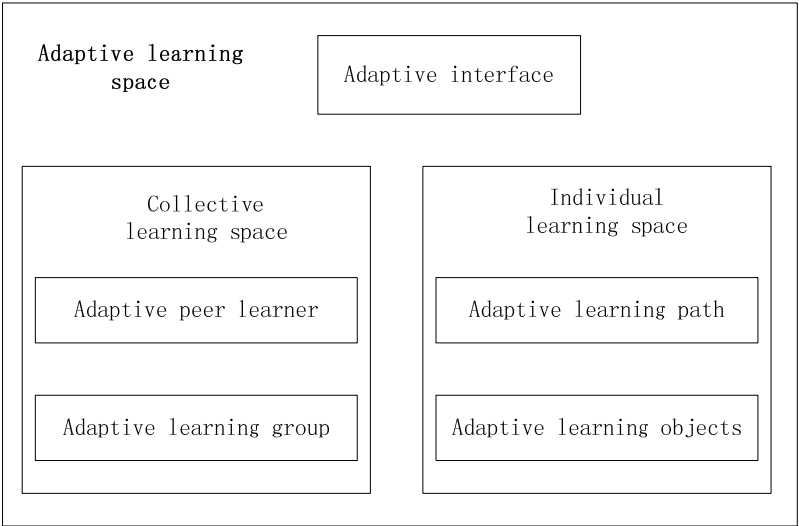 Adaptive learning
space
Adaptive interface
Collective
learning space
Adaptive peer learner
Adaptive learning group
Individual
learning space
Adaptive learning path
Adaptive learning objects